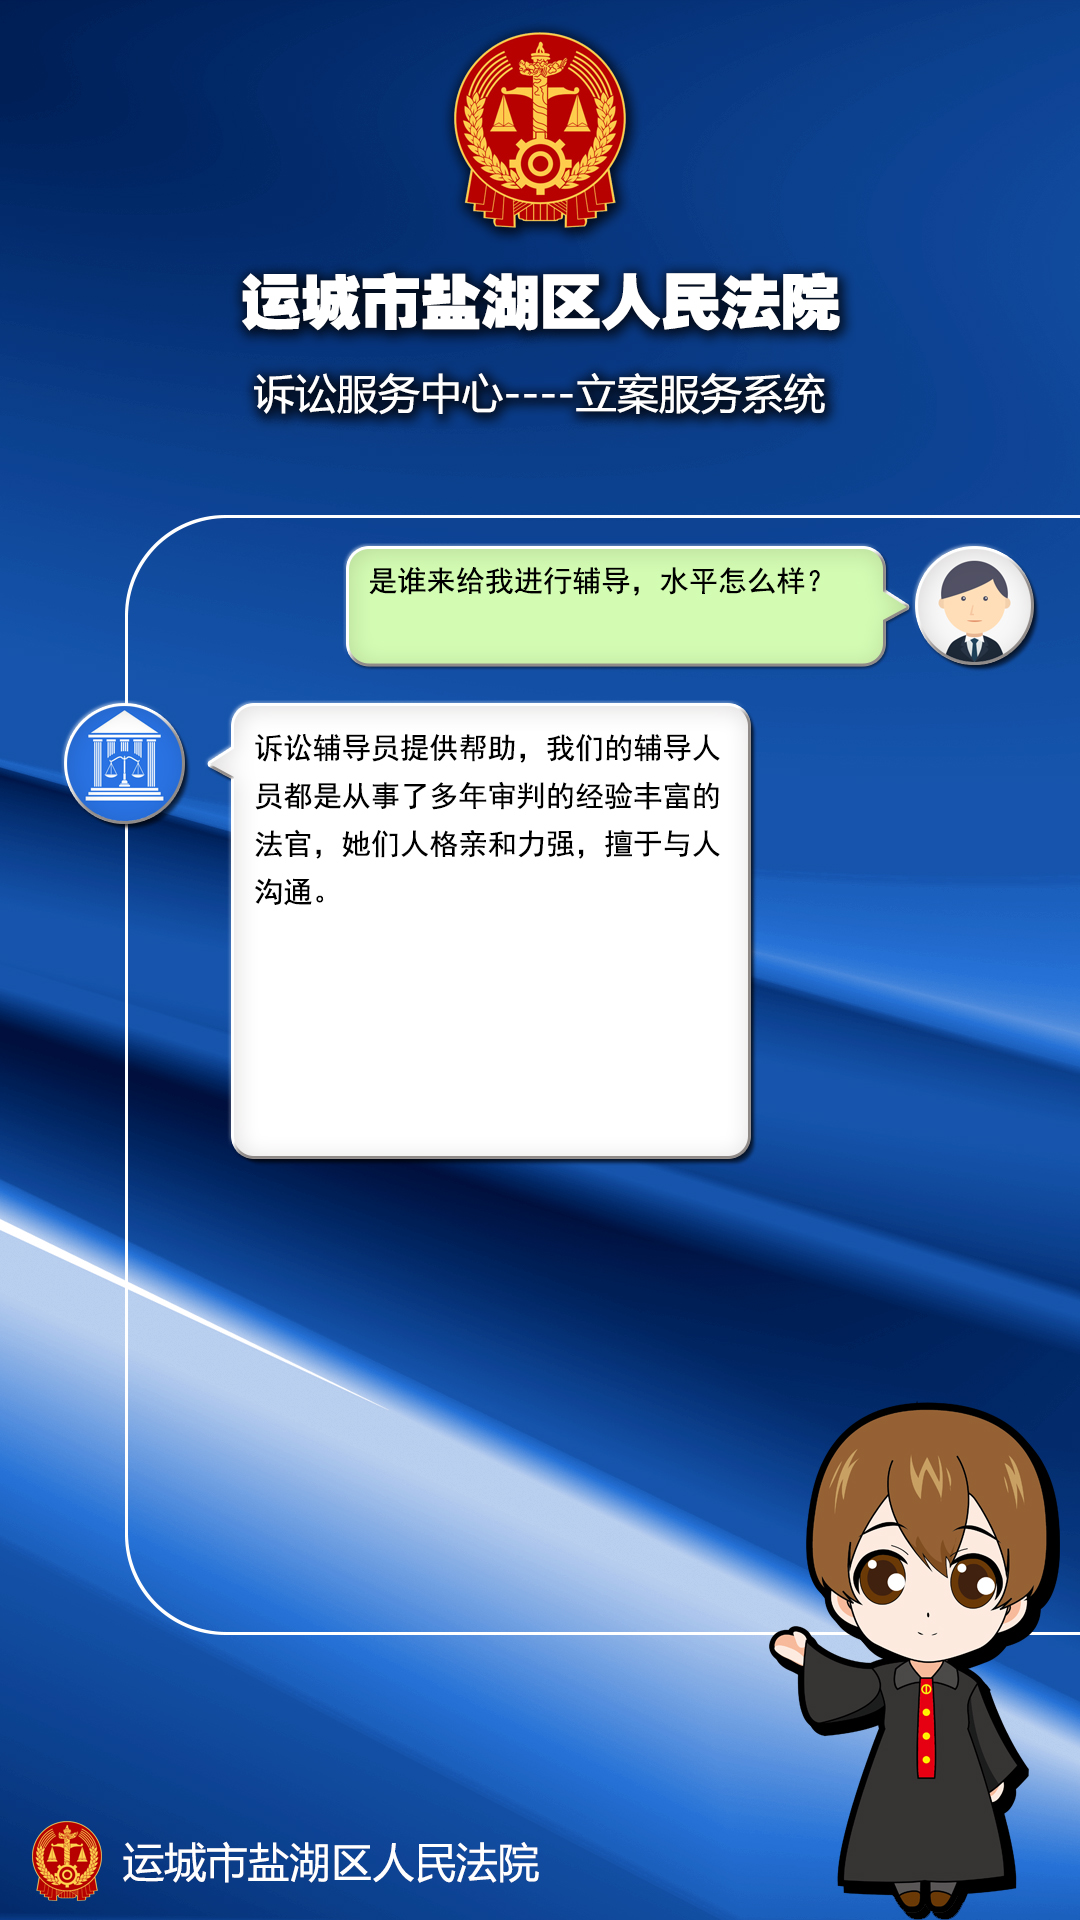 运城市盐湖区人民法院
诉讼服务中心----立案服务系统
是谁来给我进行辅导，水平怎么样？
诉讼辅导员提供帮助，我们的辅导人
员都是从事了多年审判的经验丰富的
法官，她们人格亲和力强，擅于与人
沟通。
运城市盐湖区人民法院